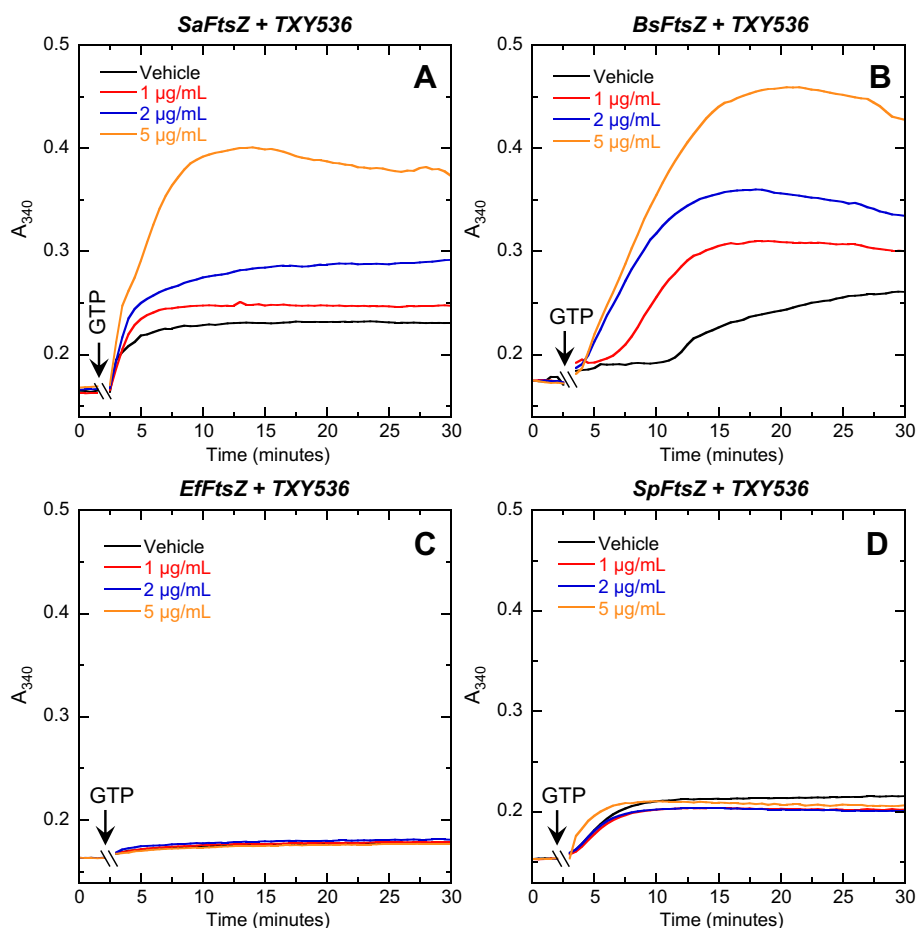 SaFtsZ + TXY536
A
Vehicle
1 µg/mL
2 µg/mL
5 µg/mL
GTP
0.5
0.4
0.3
0.2
A340
0 5 10 15 20 25 30
Time (minutes)
BsFtsZ + TXY536
B
Vehicle
1 µg/mL
2 µg/mL
5 µg/mL
GTP
0.5
0.4
0.3
0.2
A340
0 5 10 15 20 25 30
Time (minutes)
EfFtsZ + TXY536
C
Vehicle
1 µg/mL
2 µg/mL
5 µg/mL
GTP
0.5
0.4
0.3
0.2
A340
0 5 10 15 20 25 30
Time (minutes)
SpFtsZ + TXY536
D
Vehicle
1 µg/mL
2 µg/mL
5 µg/mL
GTP
0.5
0.4
0.3
0.2
A340
0 5 10 15 20 25 30
Time (minutes)